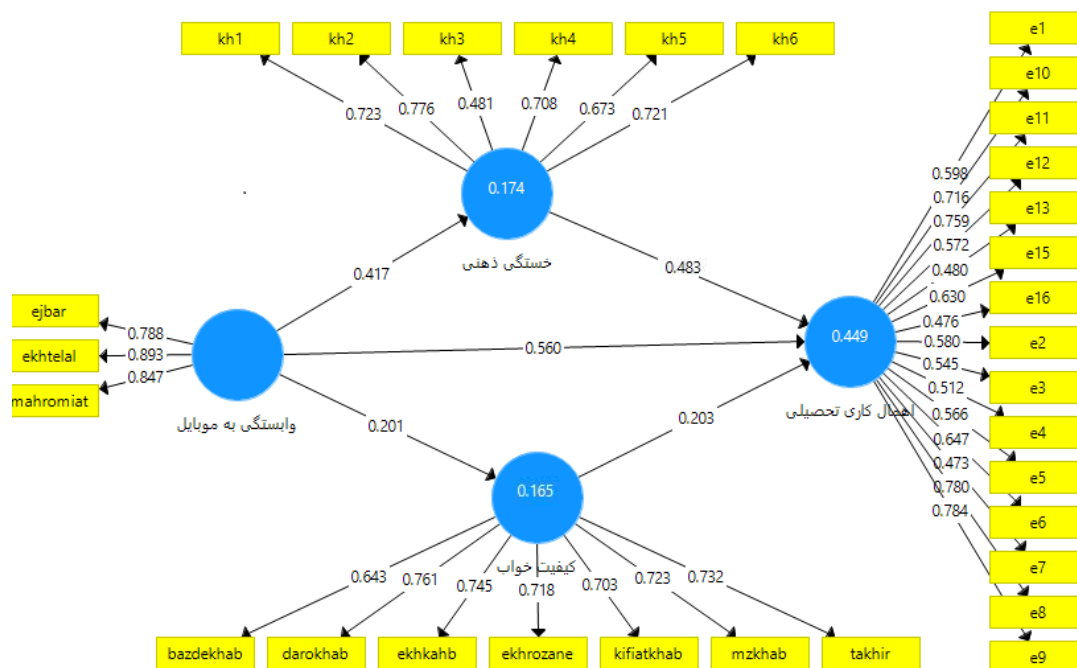 kh1
kh2
kh3
kh4
kh5
kh6
0.723
0.776
0.481
0.708
0.673
0.721
0.174
خستگی ذهنی
0.417
0.483
ejbar
ekhtelal
mahromiat
0.788
0.893
0.847
وابستگی به موبایل
0.560
0.449
اهمال کاری تحصیلی
0.201
0.203
0.165
کیفیت خواب
0.643
0.761
0.745
0.718
0.703
0.723
0.732
bazdekhab
darokhab
ekhkahb
ekhrozane
kifiatkhab
mzkhab
takhir
0.598
0.716
0.759
0.572
0.480
0.630
0.476
0.580
0.545
0.512
0.566
0.647
0.473
0.780
0.784
e1
e10
e11
e12
e13
e15
e16
e2
e3
e4
e5
e6
e7
e8
e9